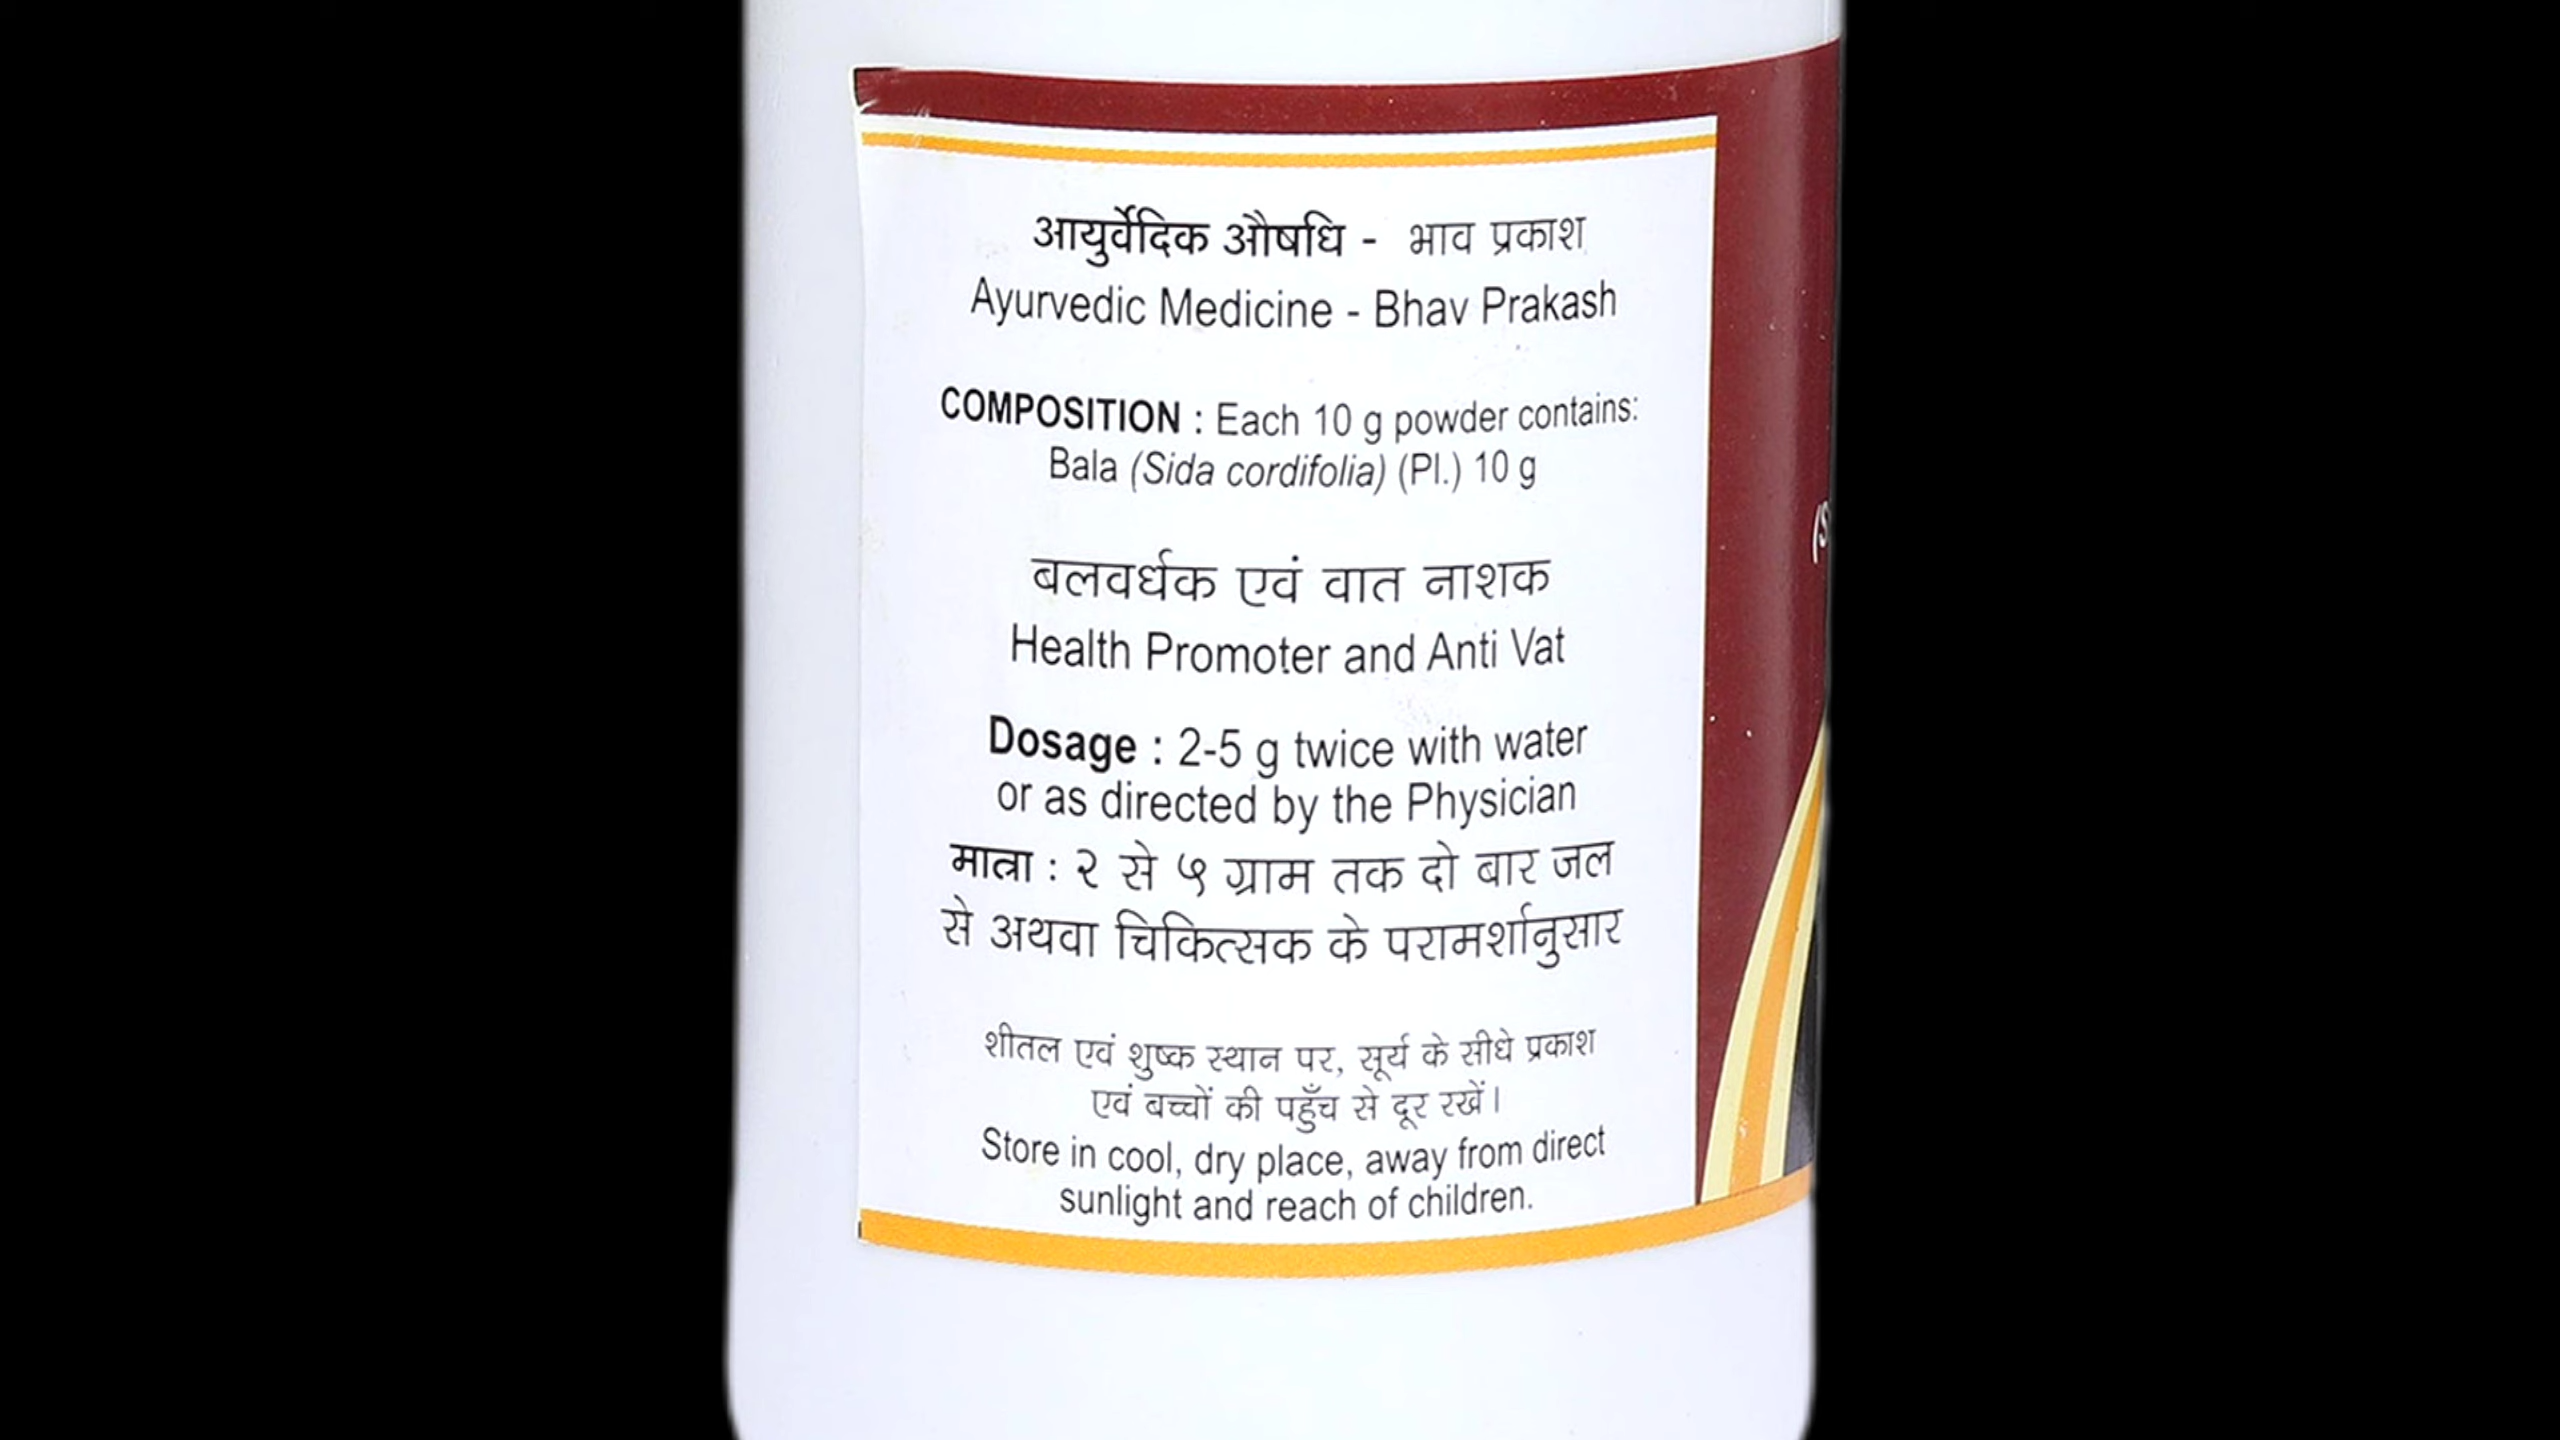 आयुर्वेदिक औषधि - भाव प्रकाश
Ayurvedic Medicine - Bhav Prakash
COMPOSITION : Each 10 g powder contains:
Bala (Sida cordifolia) (Pl.) 10 g
बलवर्धक एवं वात नाशक
Health Promoter and Anti Vat
Dosage : 2-5 g twice with water
or as directed by the Physician
मात्रा : २ से ५ ग्राम तक दो बार जल
से अथवा चिकित्सक के परामर्शानुसार
शीतल एवं शुष्क स्थान पर, सूर्य के सीधे प्रकाश
एवं बच्चों की पहुँच से दूर रखें।
Store in cool, dry place, away from direct
sunlight and reach of children.